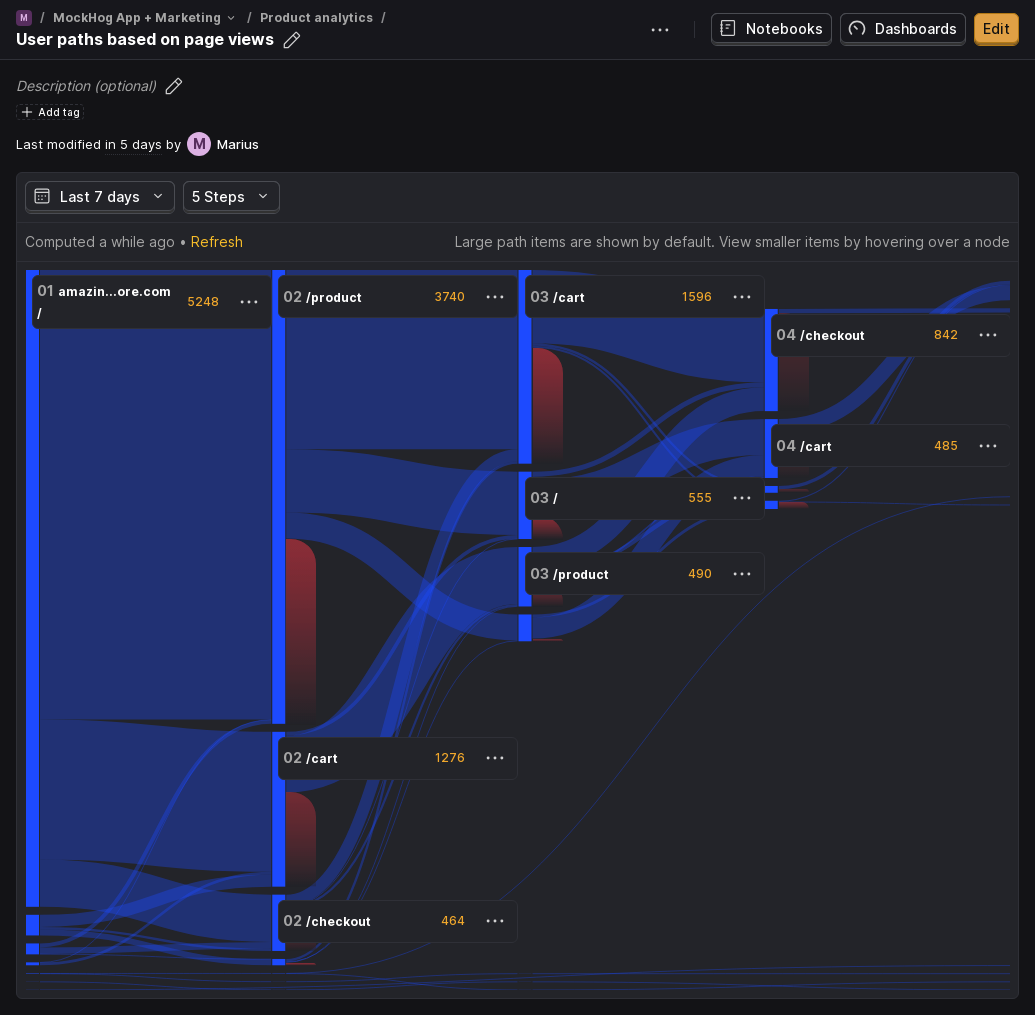 M / MockHog App + Marketing / Product analytics /
User paths based on page views
Notebooks
Dashboards
Edit
Description (optional)
Add tag
Last modified in 5 days by M Marius
Last 7 days
5 Steps
Computed a while ago • Refresh
Large path items are shown by default. View smaller items by hovering over a node
01 amazin...ore.com
/
5248
02 /product 3740
03 /cart 1596
04 /checkout 842
04 /cart 485
03 / 555
03 /product 490
02 /cart 1276
02 /checkout 464